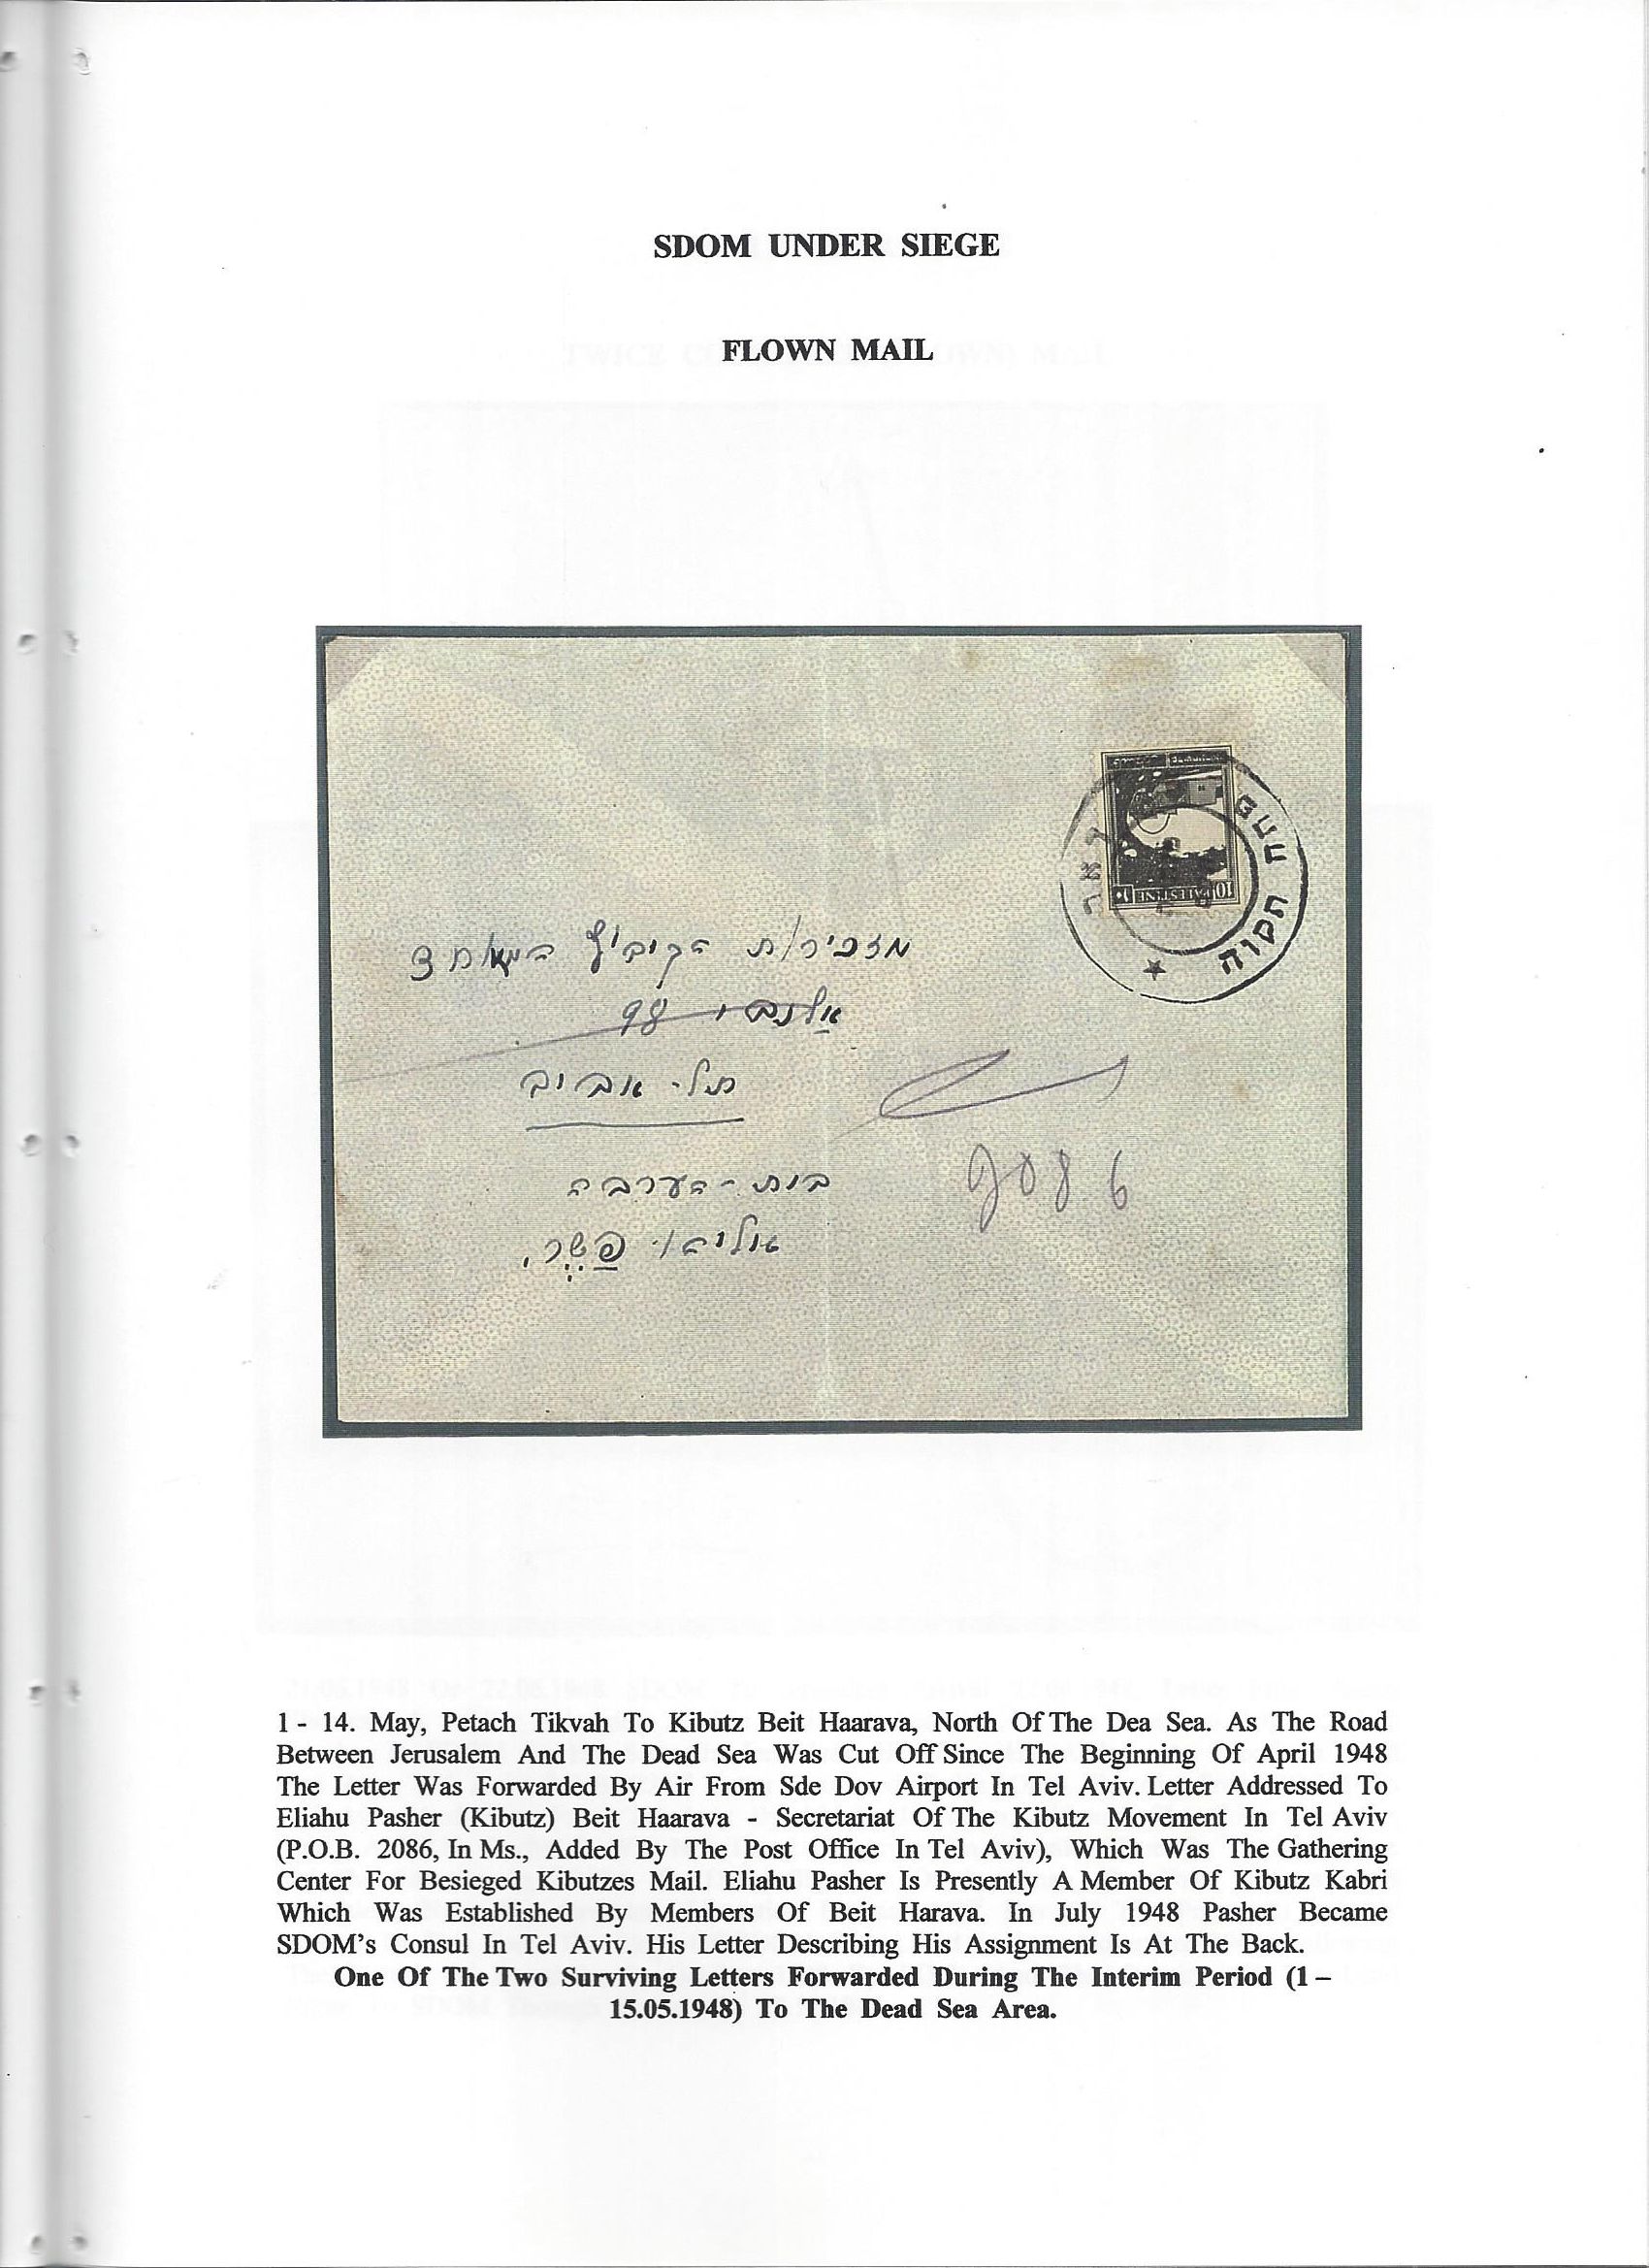 SDOM UNDER SIEGE
FLOWN MAIL
10 PALESTINE ١٠
פתח תקוה
מזכירות הקיבוץ המאוחד
אלנבי 98
תל-אביב
2086
בית-הערבה
אליהו פשר.
1 - 14. May, Petach Tikvah To Kibutz Beit Haarava, North Of The Dea Sea. As The Road
Between Jerusalem And The Dead Sea Was Cut Off Since The Beginning Of April 1948
The Letter Was Forwarded By Air From Sde Dov Airport In Tel Aviv. Letter Addressed To
Eliahu Pasher (Kibutz) Beit Haarava - Secretariat Of The Kibutz Movement In Tel Aviv
(P.O.B. 2086, In Ms., Added By The Post Office In Tel Aviv), Which Was The Gathering
Center For Besieged Kibutzes Mail. Eliahu Pasher Is Presently A Member Of Kibutz Kabri
Which Was Established By Members Of Beit Harava. In July 1948 Pasher Became
SDOM's Consul In Tel Aviv. His Letter Describing His Assignment Is At The Back.
One Of The Two Surviving Letters Forwarded During The Interim Period (1 –
15.05.1948) To The Dead Sea Area.